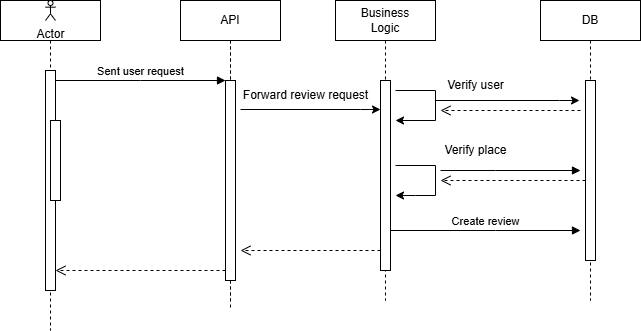 Actor
API
Business
Logic
DB
Sent user request
Forward review request
Verify user
Verify place
Create review